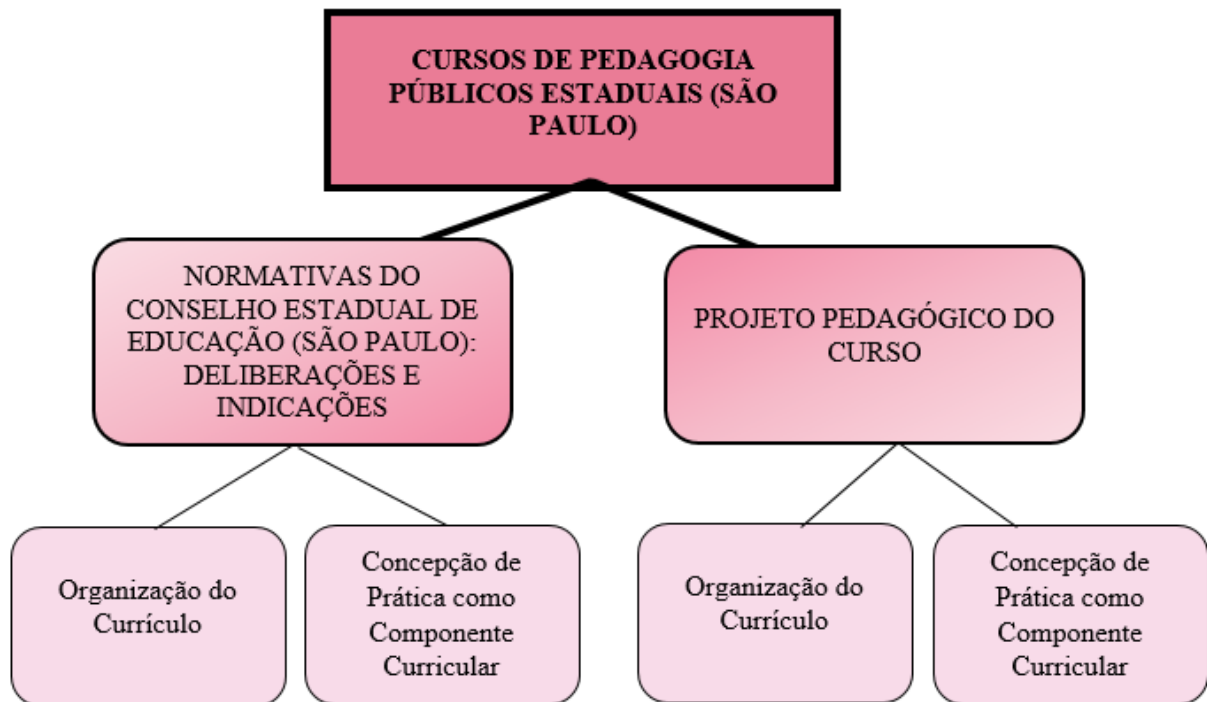 CURSOS DE PEDAGOGIA
PÚBLICOS ESTADUAIS (SÃO
PAULO)
NORMATIVAS DO
CONSELHO ESTADUAL DE
EDUCAÇÃO (SÃO PAULO):
DELIBERAÇÕES E
INDICAÇÕES
PROJETO PEDAGÓGICO DO
CURSO
Organização do
Currículo
Concepção de
Prática como
Componente
Curricular
Organização do
Currículo
Concepção de
Prática como
Componente
Curricular